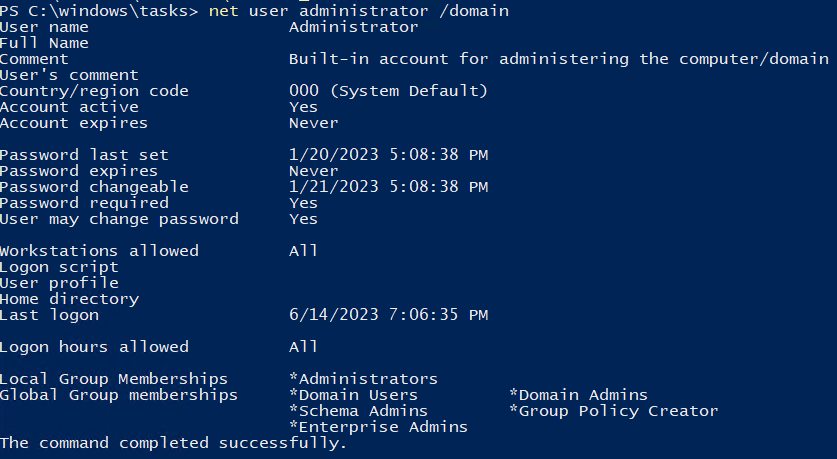 PS C:\windows\tasks> net user administrator /domain
User name                    Administrator
Full Name
Comment                      Built-in account for administering the computer/domain
User's comment
Country/region code          000 (System Default)
Account active               Yes
Account expires              Never
Password last set            1/20/2023 5:08:38 PM
Password expires             Never
Password changeable          1/21/2023 5:08:38 PM
Password required            Yes
User may change password     Yes
Workstations allowed         All
Logon script
User profile
Home directory
Last logon                   6/14/2023 7:06:35 PM
Logon hours allowed          All
Local Group Memberships      *Administrators
Global Group memberships     *Domain Users         *Domain Admins
                             *Schema Admins        *Group Policy Creator
                             *Enterprise Admins
The command completed successfully.